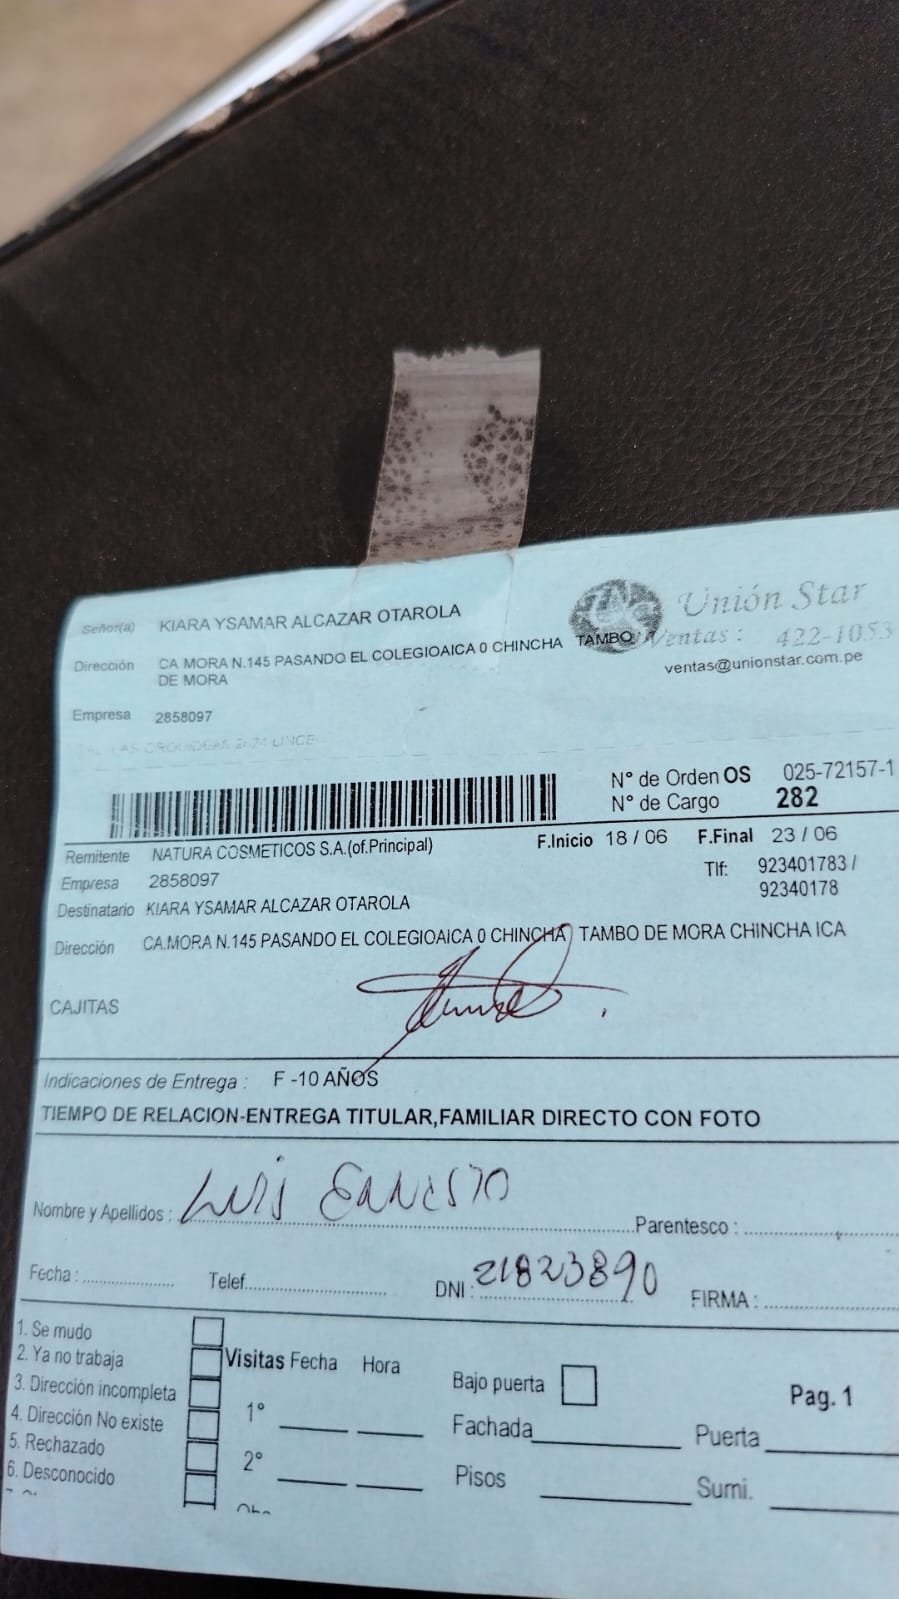 Señor(a) KIARA YSAMAR ALCAZAR OTAROLA
Unión Star
Dirección CA MORA N.145 PASANDO EL COLEGIOAICA 0 CHINCHA TAMBO
DE MORA
Ventas: 422-1053
ventas@unionstar.com.pe
Empresa 2858097
N° de Orden OS 025-72157-1
N° de Cargo 282
Remitente NATURA COSMETICOS S.A.(of.Principal)
F.Inicio 18 / 06 F.Final 23 / 06
Empresa 2858097
Tlf: 923401783 /
92340178
Destinatario KIARA YSAMAR ALCAZAR OTAROLA
Dirección CA.MORA N.145 PASANDO EL COLEGIOAICA 0 CHINCHA TAMBO DE MORA CHINCHA ICA
CAJITAS
Indicaciones de Entrega : F -10 AÑOS
TIEMPO DE RELACION-ENTREGA TITULAR,FAMILIAR DIRECTO CON FOTO
Nombre y Apellidos : LUIS ERNESTO Parentesco :
Fecha : Telef. DNI : 21823890 FIRMA :
1. Se mudo
2. Ya no trabaja
3. Dirección incompleta
4. Dirección No existe
5. Rechazado
6. Desconocido
Visitas Fecha Hora
1°
2°
Bajo puerta
Pag. 1
Fachada Puerta
Pisos Sumi.